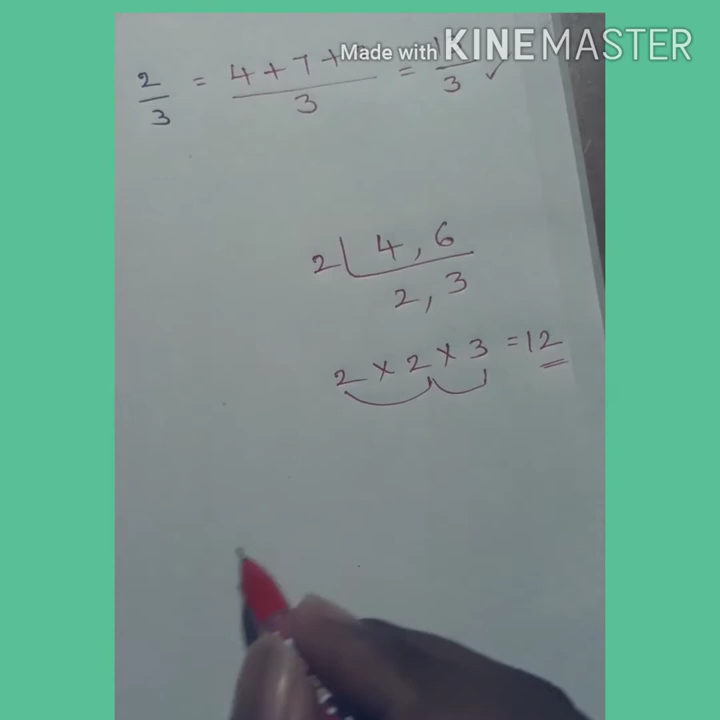 Made with KINEMASTER
2/3 = 4 + 7 + /3 = /3 ✓
2 | 4 , 6
2 , 3
2 × 2 × 3 = 12